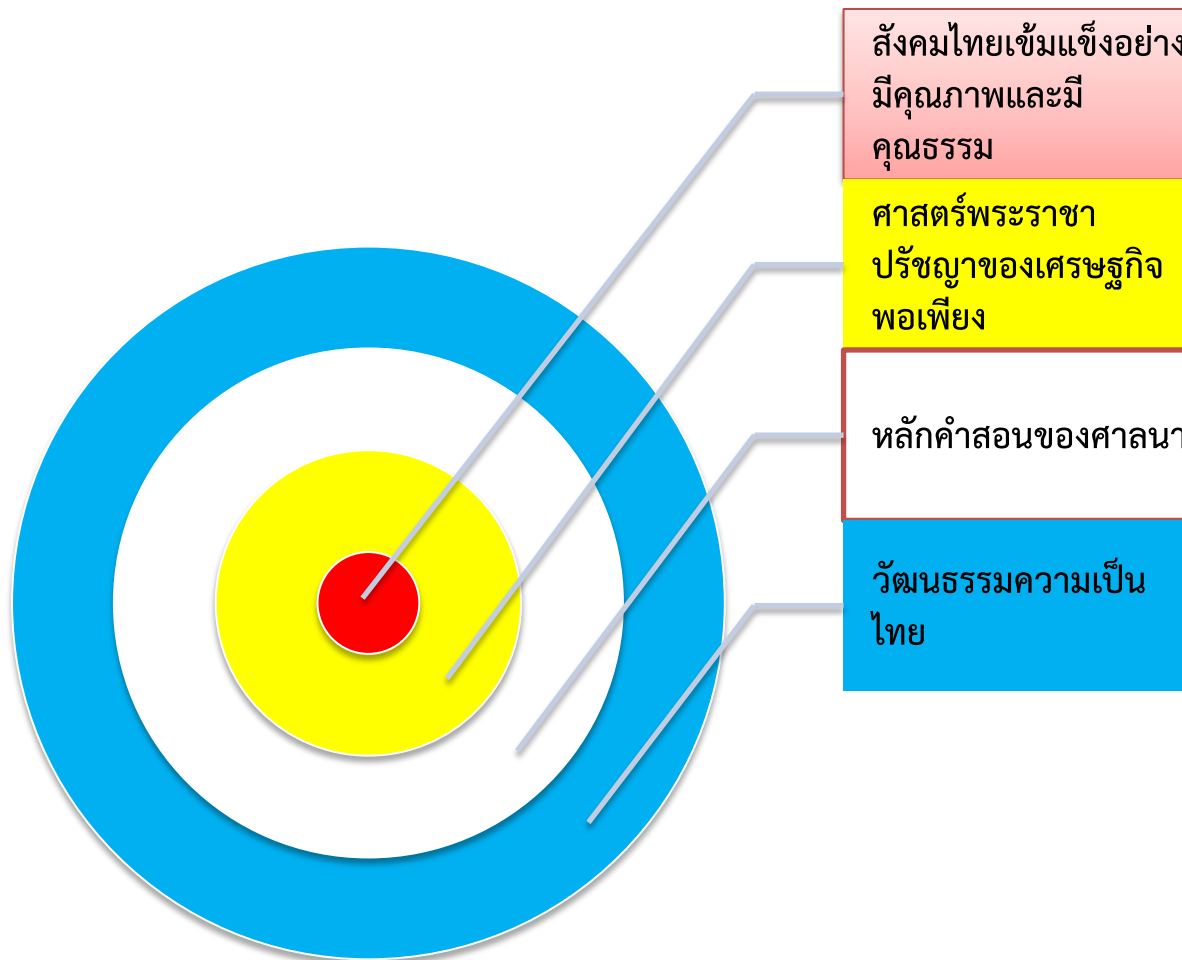 สังคมไทยเข้มแข็งอย่าง
มีคุณภาพและมี
คุณธรรม
ศาสตร์พระราชา
ปรัชญาของเศรษฐกิจ
พอเพียง
หลักคำสอนของศาลนา
วัฒนธรรมความเป็น
ไทย